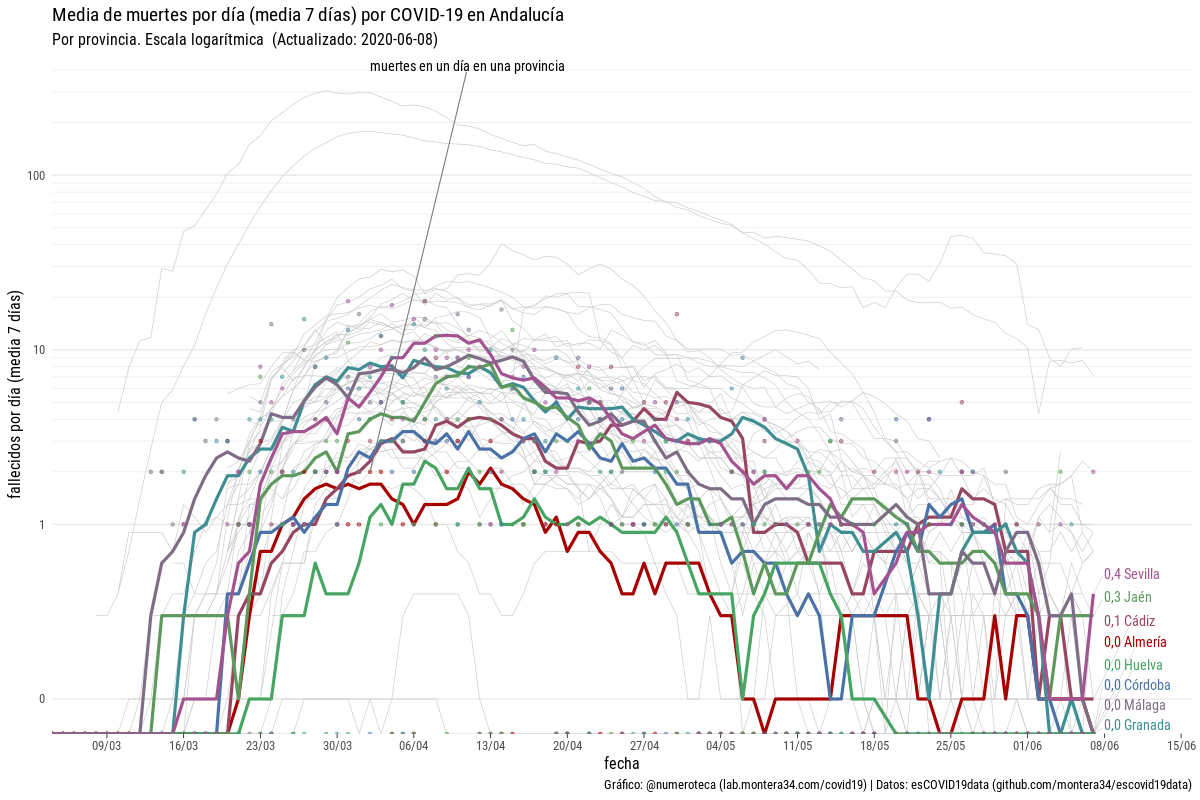 Media de muertes por día (media 7 días) por COVID-19 en Andalucía
Por provincia. Escala logarítmica (Actualizado: 2020-06-08)
muertes en un día en una provincia
fallecidos por día (media 7 días)
100
10
1
0
0,4 Sevilla
0,3 Jaén
0,1 Cádiz
0,0 Almería
0,0 Huelva
0,0 Córdoba
0,0 Málaga
0,0 Granada
09/03 16/03 23/03 30/03 06/04 13/04 20/04 27/04 04/05 11/05 18/05 25/05 01/06 08/06 15/06
fecha
Gráfico: @numeroteca (lab.montera34.com/covid19) | Datos: esCOVID19data (github.com/montera34/escovid19data)